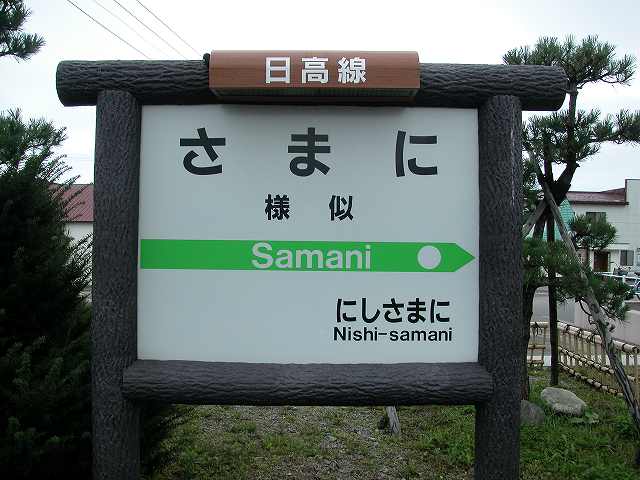 日高線
さまに
様似
Samani
にしさまに
Nishi-samani